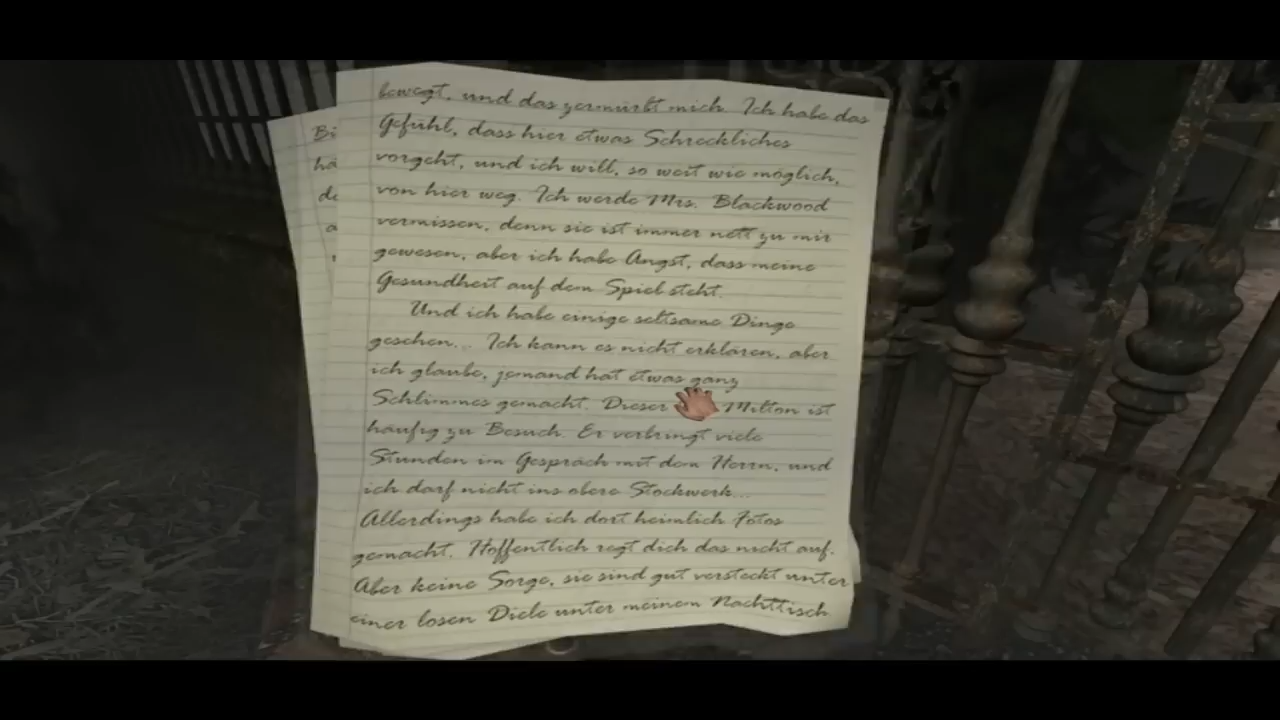 bewegt, und das zermürbt mich. Ich habe das
Gefühl, dass hier etwas Schreckliches
vorgeht, und ich will, so weit wie möglich,
von hier weg. Ich werde Mrs. Blackwood
vermissen, denn sie ist immer nett zu mir
gewesen, aber ich habe Angst, dass meine
Gesundheit auf dem Spiel steht.
Und ich habe einige seltsame Dinge
gesehen... Ich kann es nicht erklären, aber
ich glaube, jemand hat etwas ganz
Schlimmes gemacht. Dieser Milton ist
häufig zu Besuch. Er verbringt viele
Stunden im Gespräch mit dem Herrn, und
ich darf nicht ins obere Stockwerk...
Allerdings habe ich dort heimlich Fotos
gemacht. Hoffentlich regt dich das nicht auf.
Aber keine Sorge, sie sind gut versteckt unter
einer losen Diele unter meinem Nachttisch